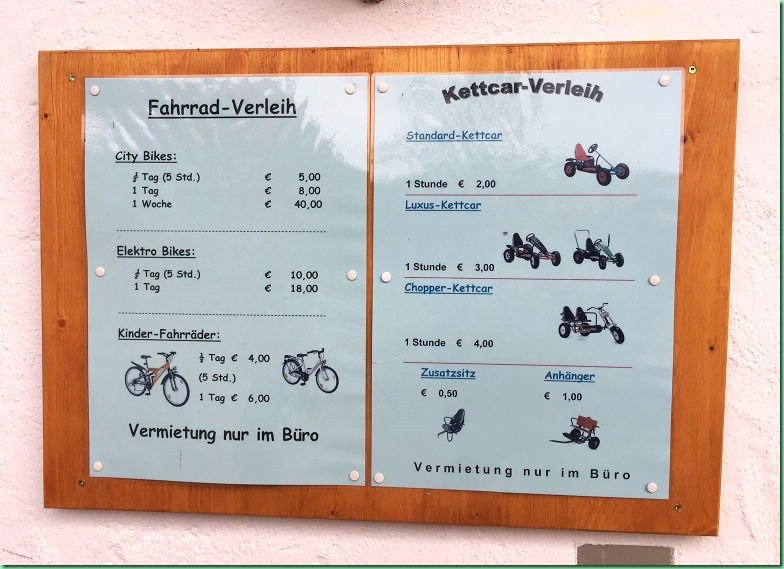 Fahrrad-Verleih
City Bikes:
½ Tag (5 Std.) € 5,00
1 Tag € 8,00
1 Woche € 40,00
Elektro Bikes:
½ Tag (5 Std.) € 10,00
1 Tag € 18,00
Kinder-Fahrräder:
½ Tag € 4,00
(5 Std.)
1 Tag € 6,00
Vermietung nur im Büro
Kettcar-Verleih
Standard-Kettcar
1 Stunde € 2,00
Luxus-Kettcar
1 Stunde € 3,00
Chopper-Kettcar
1 Stunde € 4,00
Zusatzsitz
€ 0,50
Anhänger
€ 1,00
Vermietung nur im Büro